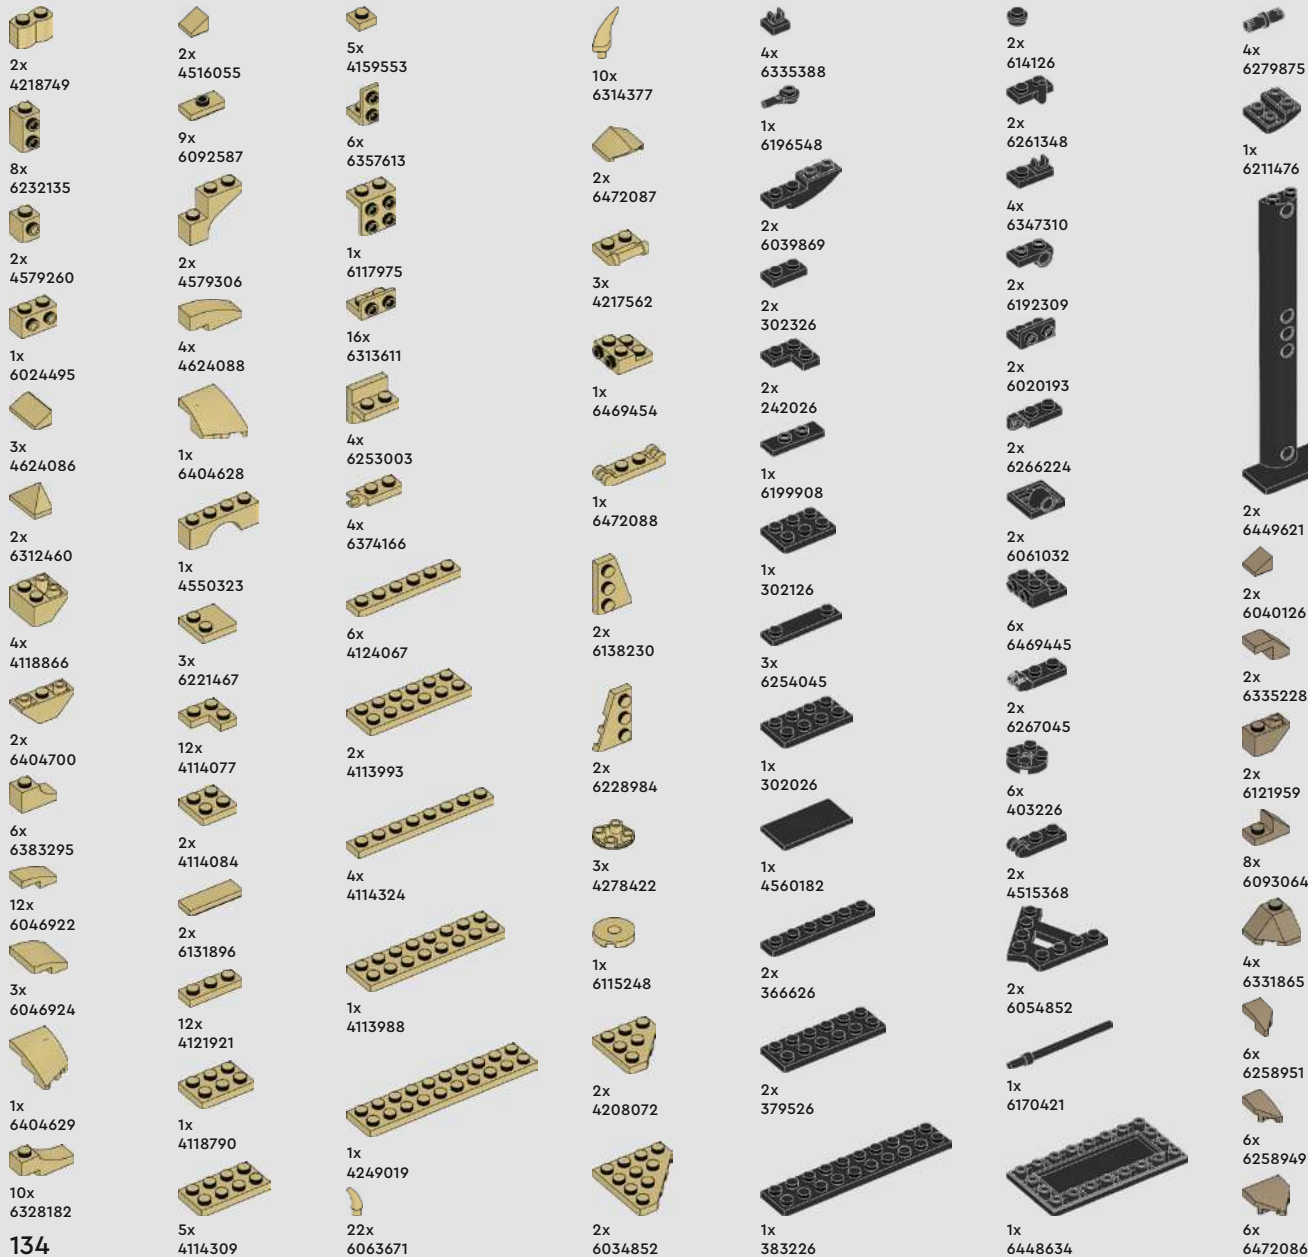 2x
4218749
8x
6232135
2x
4579260
1x
6024495
3x
4624086
2x
6312460
4x
4118866
2x
6404700
6x
6383295
12x
6046922
3x
6046924
1x
6404629
10x
6328182
134
2x
4516055
9x
6092587
2x
4579306
4x
4624088
1x
6404628
1x
4550323
3x
6221467
12x
4114077
2x
4114084
2x
6131896
12x
4121921
1x
4118790
5x
4114309
5x
4159553
6x
6357613
1x
6117975
16x
6313611
4x
6253003
4x
6374166
6x
4124067
2x
4113993
4x
4114324
1x
4113988
1x
4249019
22x
6063671
10x
6314377
2x
6472087
3x
4217562
1x
6469454
1x
6472088
2x
6138230
2x
6228984
3x
4278422
1x
6115248
2x
4208072
2x
6034852
4x
6335388
1x
6196548
2x
6039869
2x
302326
2x
242026
1x
6199908
1x
302126
3x
6254045
1x
302026
1x
4560182
2x
366626
2x
379526
1x
383226
2x
614126
2x
6261348
4x
6347310
2x
6192309
2x
6020193
2x
6266224
2x
6061032
6x
6469445
2x
6267045
6x
403226
2x
4515368
2x
6054852
1x
6170421
1x
6448634
4x
6279875
1x
6211476
2x
6449621
2x
6040126
2x
6335228
2x
6121959
8x
6093064
4x
6331865
6x
6258951
6x
6258949
6x
6472086